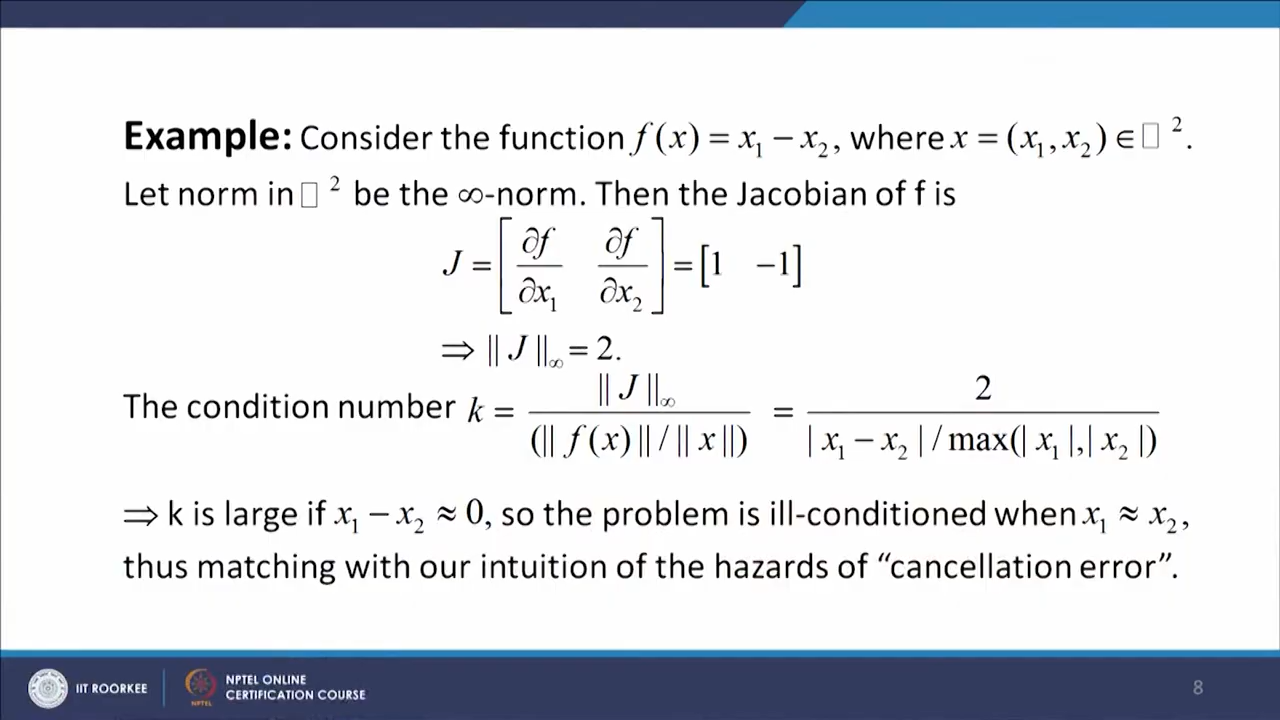 Example: Consider the function f(x) = x₁ − x₂, where x = (x₁, x₂) ∈ □ ².
Let norm in □ ² be the ∞-norm. Then the Jacobian of f is
J = [∂f/∂x₁ ∂f/∂x₂] = [1 −1]
⇒ || J ||∞ = 2.
The condition number k = || J ||∞ / (|| f(x) || / || x ||) = 2 / (| x₁ − x₂ | / max(| x₁ |,| x₂ |))
⇒ k is large if x₁ − x₂ ≈ 0, so the problem is ill-conditioned when x₁ ≈ x₂,
thus matching with our intuition of the hazards of “cancellation error”.
IIT ROORKEE
NPTEL
NPTEL ONLINE
CERTIFICATION COURSE
8